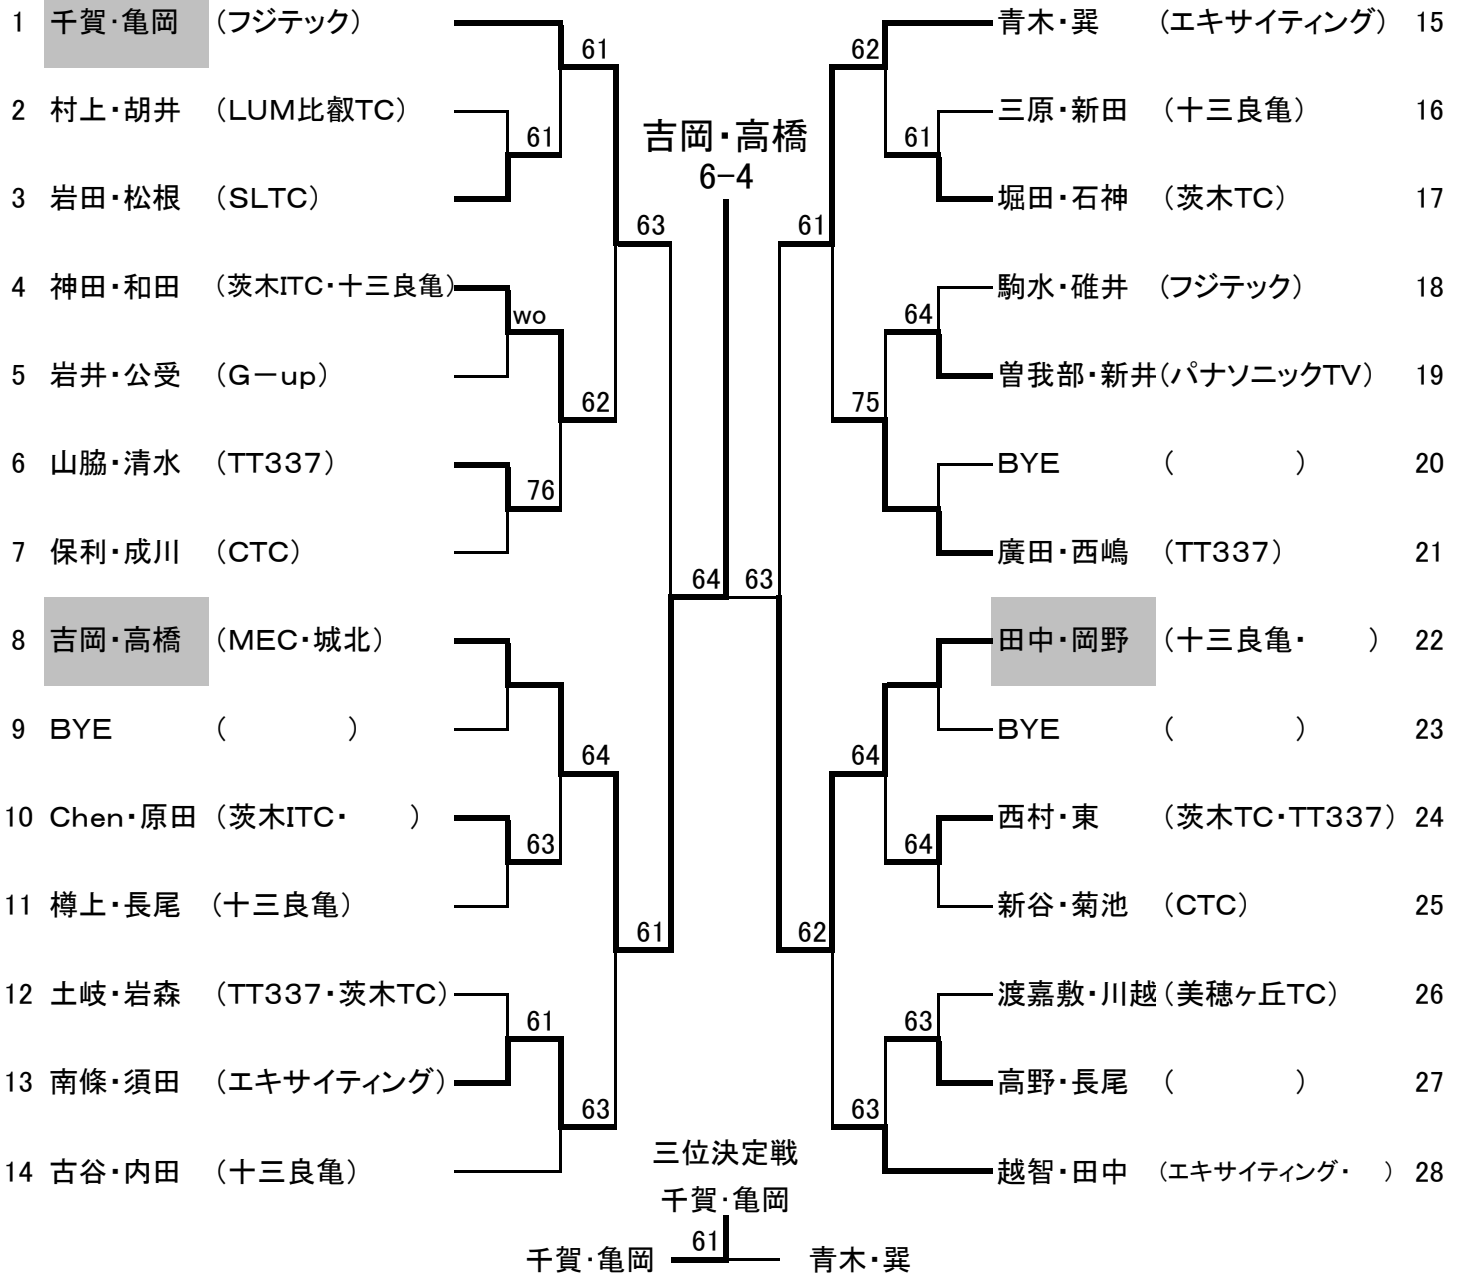 1 千賀・亀岡 (フジテック)
61
2 村上・胡井 (LUM比叡TC)
61
3 岩田・松根 (SLTC)
63
4 神田・和田 (茨木ITC・十三良亀)
wo
5 岩井・公受 (G－up)
62
6 山脇・清水 (TT337)
76
7 保利・成川 (CTC)
64
8 吉岡・高橋 (MEC・城北)
9 BYE ( )
64
10 Chen・原田 (茨木ITC・ )
63
11 樽上・長尾 (十三良亀)
61
12 土岐・岩森 (TT337・茨木TC)
61
13 南條・須田 (エキサイティング)
63
14 古谷・内田 (十三良亀)
吉岡・高橋
6-4
青木・巽 (エキサイティング) 15
62
三原・新田 (十三良亀) 16
61
堀田・石神 (茨木TC) 17
61
駒水・碓井 (フジテック) 18
64
曽我部・新井(パナソニックTV) 19
75
BYE ( ) 20
廣田・西嶋 (TT337) 21
63
田中・岡野 (十三良亀・ ) 22
BYE ( ) 23
64
西村・東 (茨木TC・TT337) 24
64
新谷・菊池 (CTC) 25
62
渡嘉敷・川越(美穂ヶ丘TC) 26
63
高野・長尾 ( ) 27
63
越智・田中 (エキサイティング・ ) 28
三位決定戦
千賀・亀岡
61
千賀・亀岡 青木・巽